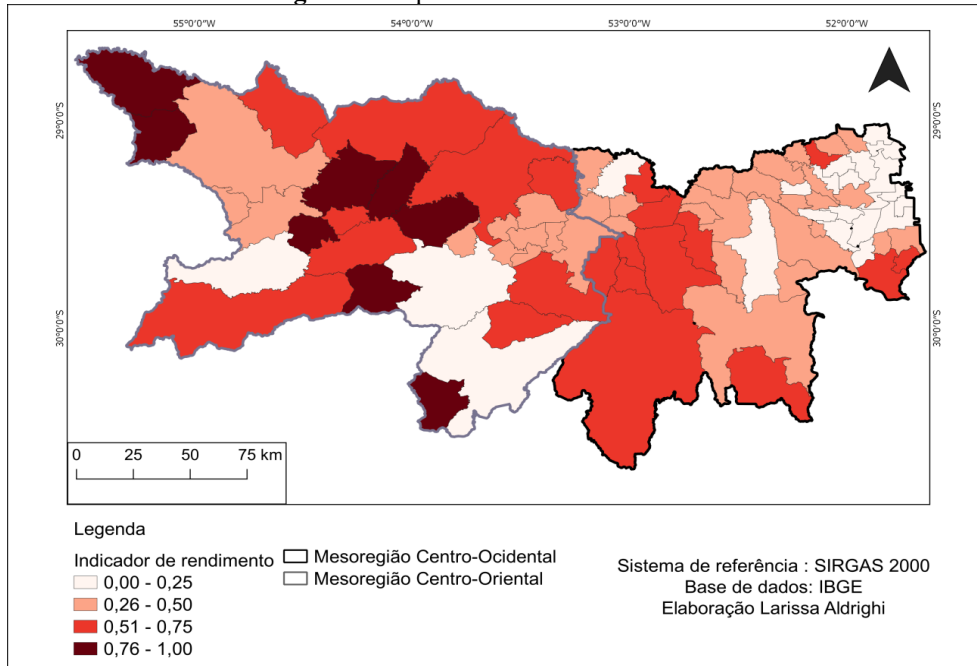 55°0'0"W 54°0'0"W 53°0'0"W 52°0'0"W
29°0'0"S 29°0'0"S
30°0'0"S 30°0'0"S
0 25 50 75 km
Legenda
Indicador de rendimento
0,00 - 0,25
0,26 - 0,50
0,51 - 0,75
0,76 - 1,00
Mesoregião Centro-Ocidental
Mesoregião Centro-Oriental
Sistema de referência : SIRGAS 2000
Base de dados: IBGE
Elaboração Larissa Aldrighi